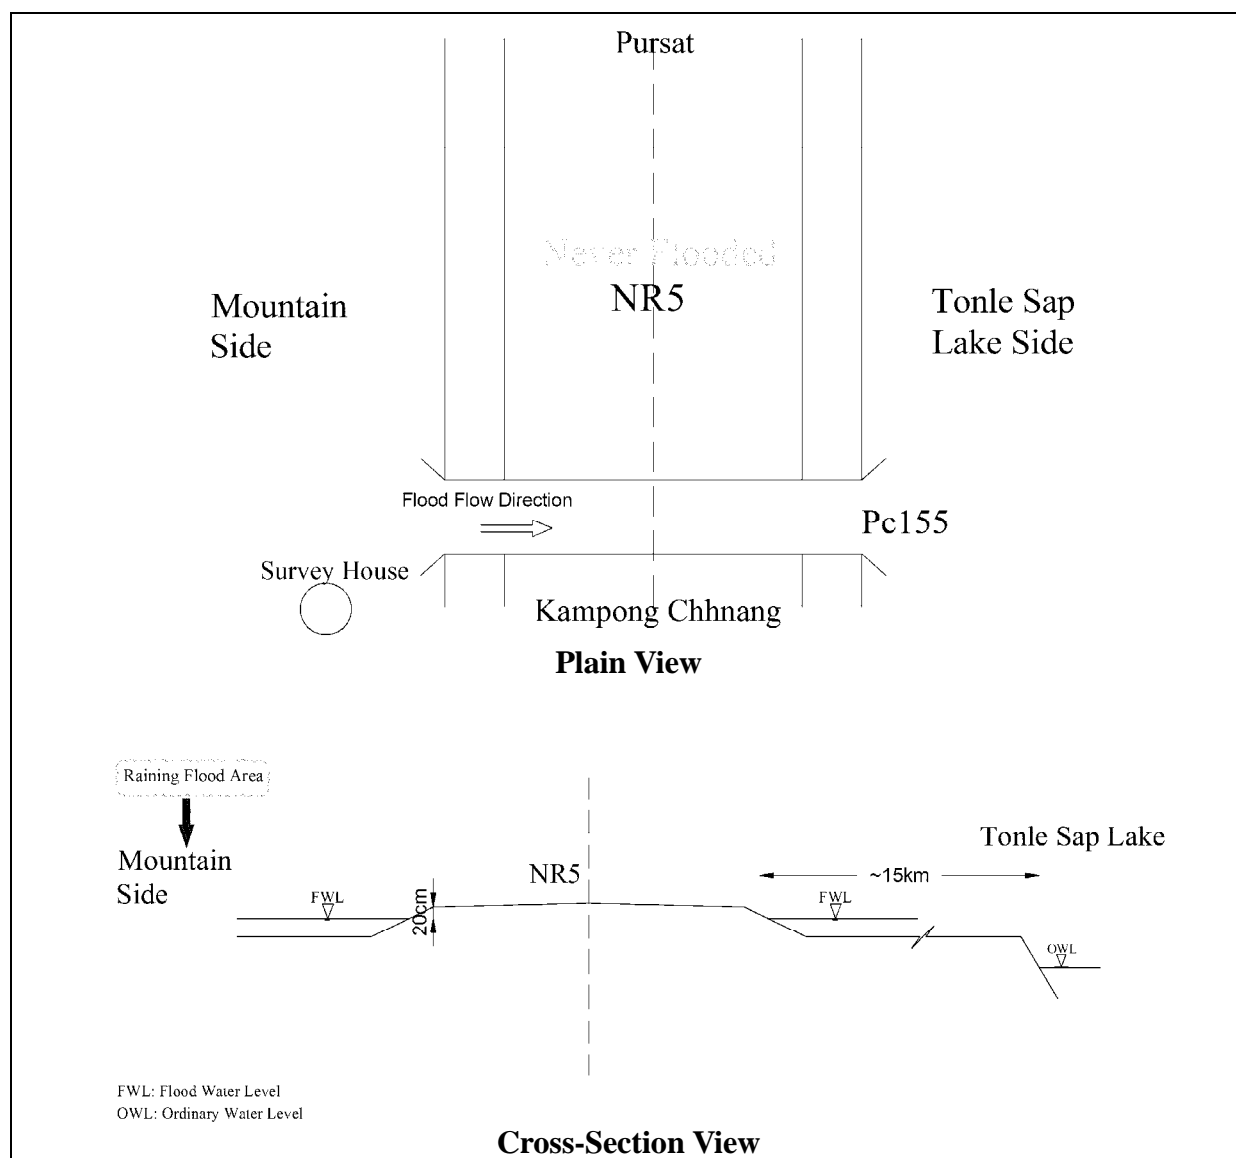 Pursat
Never Flooded
NR5
Mountain
Side
Tonle Sap
Lake Side
Flood Flow Direction
Pc155
Survey House
Kampong Chhnang
Plain View
Raining Flood Area
Mountain
Side
Tonle Sap Lake
NR5
~15km
FWL
20cm
FWL
OWL
FWL: Flood Water Level
OWL: Ordinary Water Level
Cross-Section View